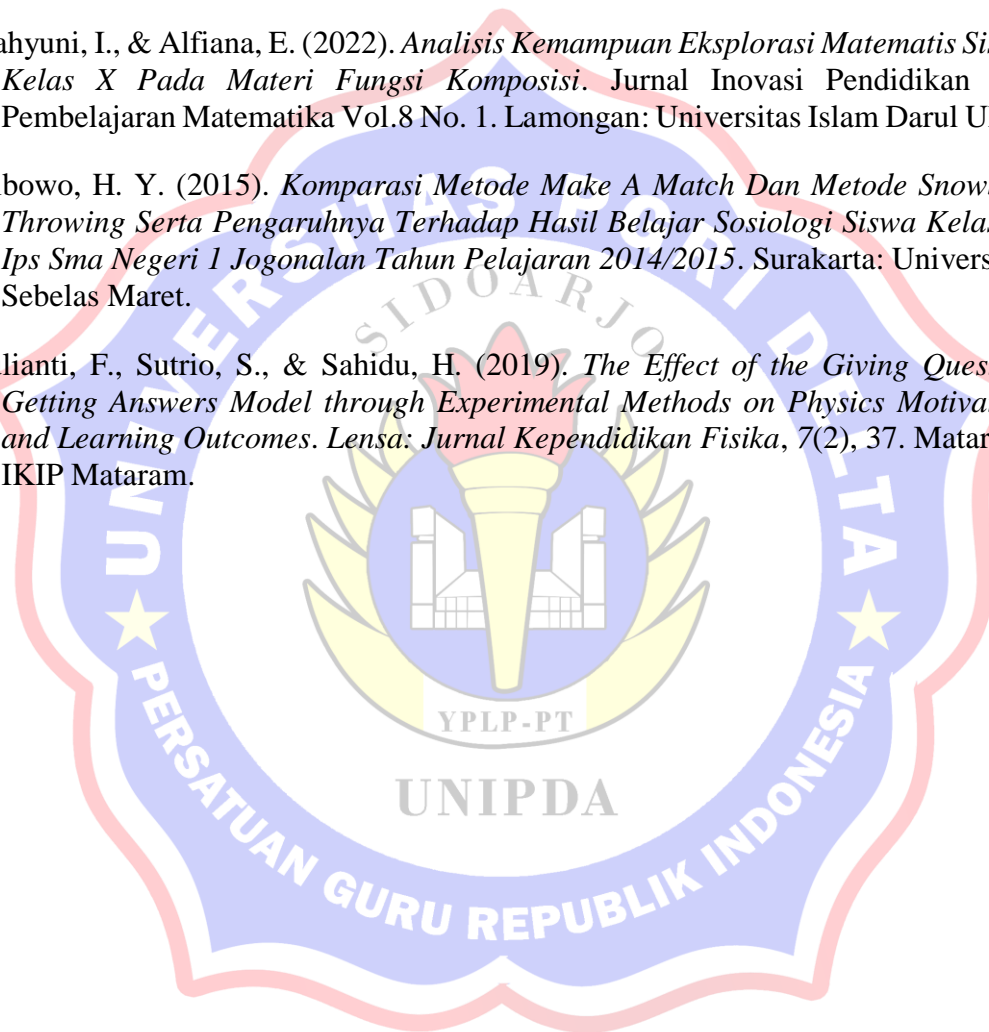 ahyuni, I., & Alfiana, E. (2022). Analisis Kemampuan Eksplorasi Matematis Sis
Kelas X Pada Materi Fungsi Komposisi. Jurnal Inovasi Pendidikan
Pembelajaran Matematika Vol.8 No. 1. Lamongan: Universitas Islam Darul U
bowo, H. Y. (2015). Komparasi Metode Make A Match Dan Metode Snow
Throwing Serta Pengaruhnya Terhadap Hasil Belajar Sosiologi Siswa Kelas
Ips Sma Negeri 1 Jogonalan Tahun Pelajaran 2014/2015. Surakarta: Univers
Sebelas Maret.
lianti, F., Sutrio, S., & Sahidu, H. (2019). The Effect of the Giving Ques
Getting Answers Model through Experimental Methods on Physics Motiva
and Learning Outcomes. Lensa: Jurnal Kependidikan Fisika, 7(2), 37. Matar
IKIP Mataram.
UNIVERSITAS PGRI DELTA
SIDOARJO
YPLP-PT
UNIPDA
PERSATUAN GURU REPUBLIK INDONESIA